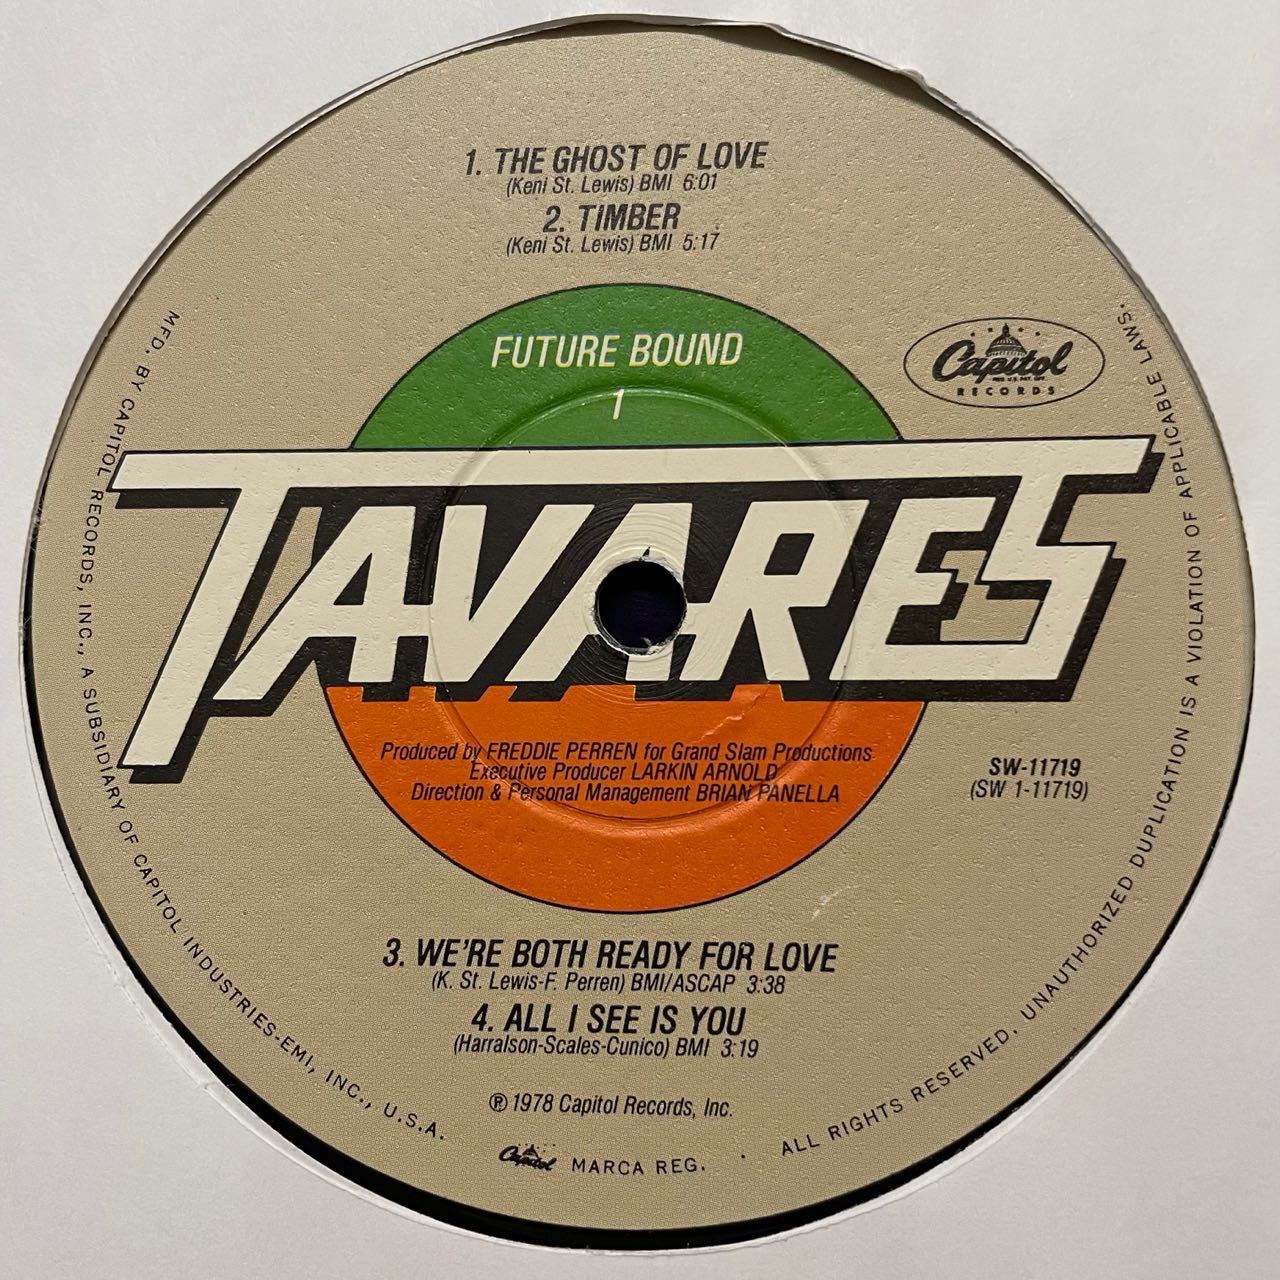 1. THE GHOST OF LOVE
(Keni St. Lewis) BMI 6:01
2. TIMBER
(Keni St. Lewis) BMI 5:17
FUTURE BOUND
1
Capitol
RECORDS
TAVARES
Produced by FREDDIE PERREN for Grand Slam Productions
Executive Producer LARKIN ARNOLD
Direction & Personal Management BRIAN PANELLA
SW-11719
(SW 1-11719)
3. WE'RE BOTH READY FOR LOVE
(K. St. Lewis-F. Perren) BMI/ASCAP 3:38
4. ALL I SEE IS YOU
(Harralson-Scales-Cunico) BMI 3:19
℗ 1978 Capitol Records, Inc.
MFD. BY CAPITOL RECORDS, INC., A SUBSIDIARY OF CAPITOL INDUSTRIES-EMI, INC., U.S.A.
Capitol MARCA REG. · ALL RIGHTS RESERVED. UNAUTHORIZED DUPLICATION IS A VIOLATION OF APPLICABLE LAWS.